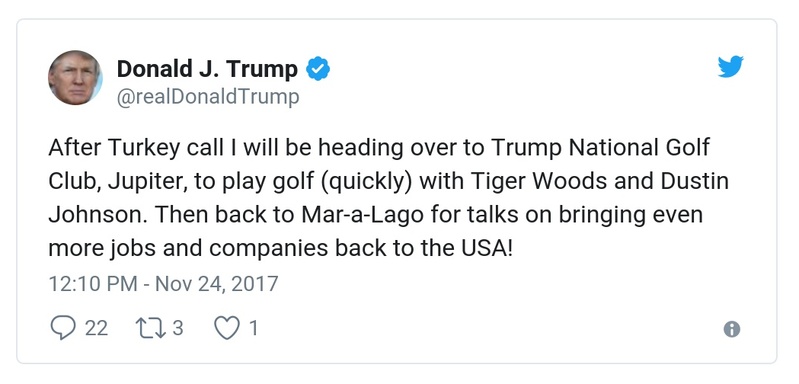 Donald J. Trump
@realDonaldTrump
After Turkey call I will be heading over to Trump National Golf
Club, Jupiter, to play golf (quickly) with Tiger Woods and Dustin
Johnson. Then back to Mar-a-Lago for talks on bringing even
more jobs and companies back to the USA!
12:10 PM - Nov 24, 2017
22 3 1